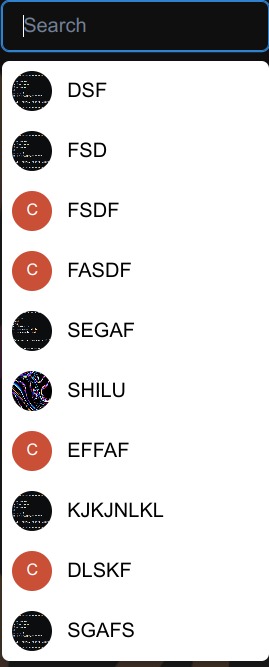 Search
DSF
FSD
C FSDF
C FASDF
SEGAF
SHILU
C EFFAF
KJKJNLKL
C DLSKF
SGAFS